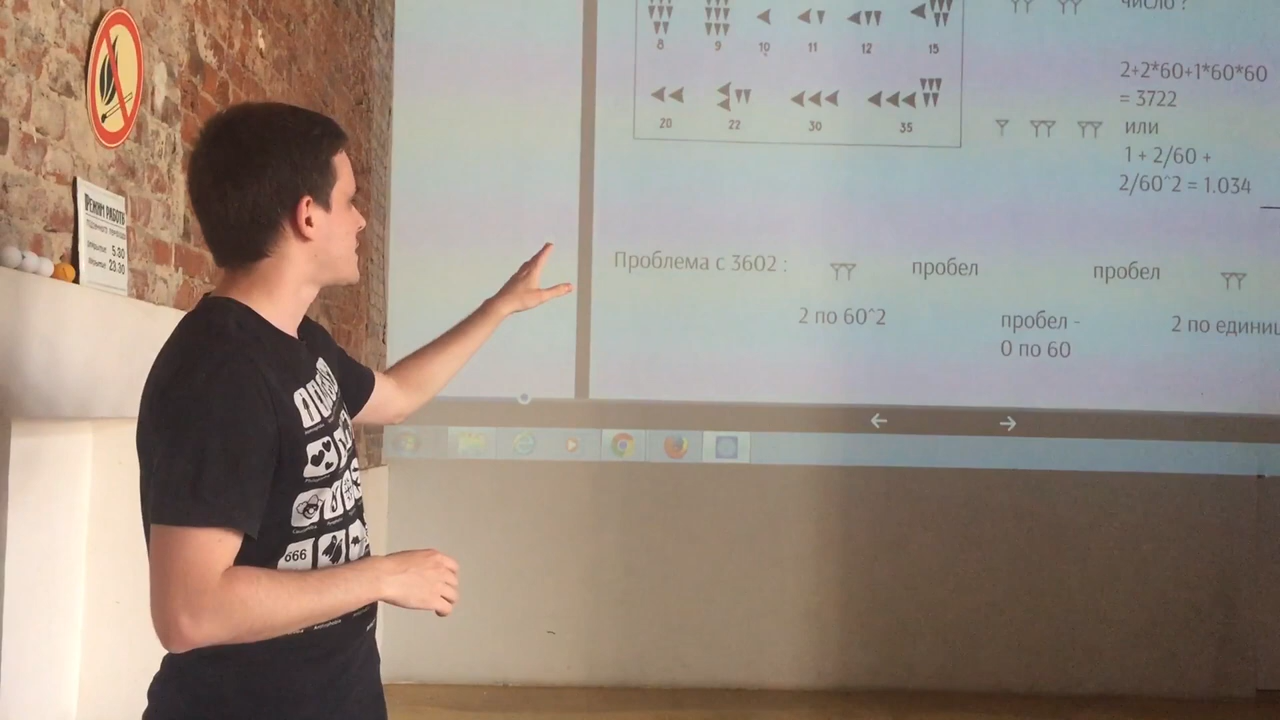 РЕЖИМ РАБОТЫ
5.30
23.30
666
8 9 10 11 12 15
20 22 30 35
число ?
2+2*60+1*60*60
= 3722
или
1 + 2/60 +
2/60^2 = 1.034
Проблема с 3602 : пробел пробел
2 по 60^2
пробел -
0 по 60
2 по единиц